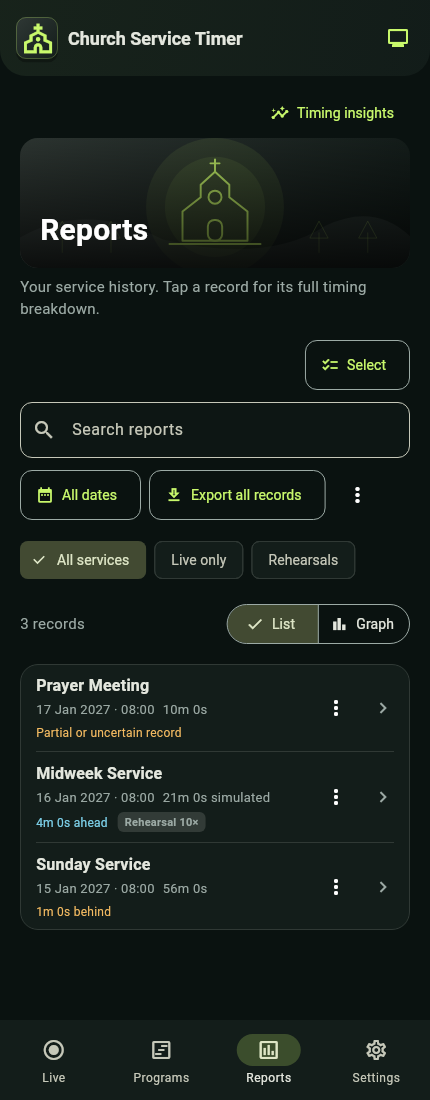 Church Service Timer
Timing insights
Reports
Your service history. Tap a record for its full timing
breakdown.
Select
Search reports
All dates
Export all records
All services
Live only
Rehearsals
3 records
List
Graph
Prayer Meeting
17 Jan 2027 · 08:00 10m 0s
Partial or uncertain record
Midweek Service
16 Jan 2027 · 08:00 21m 0s simulated
4m 0s ahead
Rehearsal 10×
Sunday Service
15 Jan 2027 · 08:00 56m 0s
1m 0s behind
Live
Programs
Reports
Settings